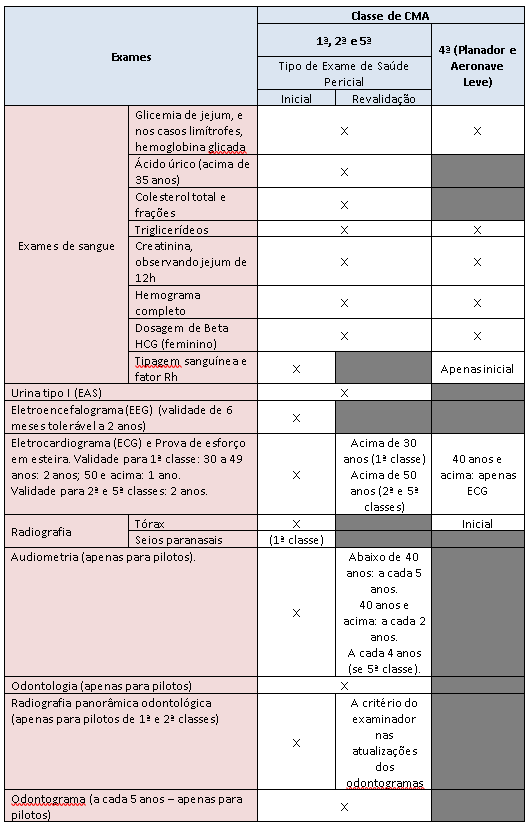 Exames
Classe de CMA
1ª, 2ª e 5ª
4ª (Planador e
Aeronave
Leve)
Tipo de Exame de Saúde
Pericial
Inicial
Revalidação
Exames de sangue
Glicemia de jejum, e
nos casos limítrofes,
hemoglobina glicada
X
X
Ácido úrico (acima de
35 anos)
X
Colesterol total e
frações
X
Triglicerídeos
X
X
Creatinina,
observando jejum de
12h
X
X
Hemograma
completo
X
X
Dosagem de Beta
HCG (feminino)
X
X
Tipagem sanguínea e
fator Rh
X
Apenas inicial
Urina tipo I (EAS)
X
Eletroencefalograma (EEG) (validade de 6
meses tolerável a 2 anos)
X
Eletrocardiograma (ECG) e Prova de esforço
em esteira. Validade para 1ª classe: 30 a 49
anos: 2 anos; 50 e acima: 1 ano.
Validade para 2ª e 5ª classes: 2 anos.
X
Acima de 30
anos (1ª classe)
Acima de 50
anos (2ª e 5ª
classes)
40 anos e
acima: apenas
ECG
Radiografia
Tórax
X
Inicial
Seios paranasais
(1ª classe)
Audiometria (apenas para pilotos).
X
Abaixo de 40
anos: a cada 5
anos.
40 anos e
acima: a cada 2
anos.
A cada 4 anos
(se 5ª classe).
Odontologia (apenas para pilotos)
X
Radiografia panorâmica odontológica
(apenas para pilotos de 1ª e 2ª classes)
X
A critério do
examinador
nas
atualizações
dos
odontogramas
Odontograma (a cada 5 anos – apenas para
pilotos)
X